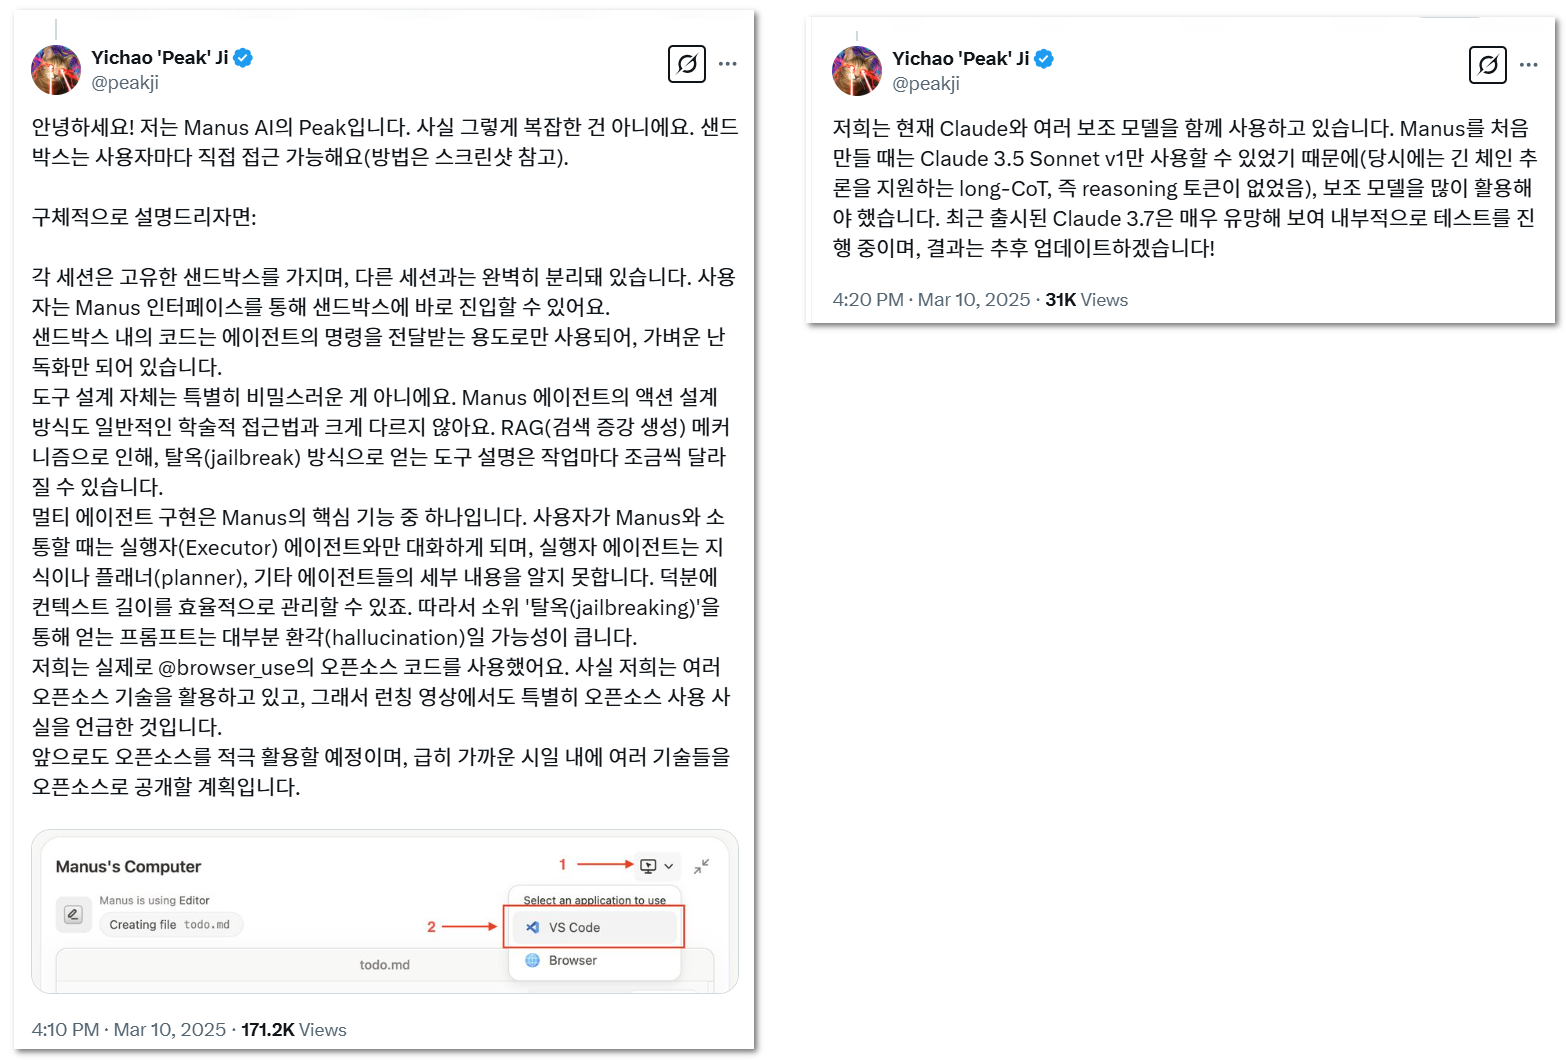 Yichao 'Peak' Ji
@peakji
안녕하세요! 저는 Manus AI의 Peak입니다. 사실 그렇게 복잡한 건 아니에요. 샌드
박스는 사용자마다 직접 접근 가능해요(방법은 스크린샷 참고).
구체적으로 설명드리자면:
각 세션은 고유한 샌드박스를 가지며, 다른 세션과는 완벽히 분리돼 있습니다. 사용
자는 Manus 인터페이스를 통해 샌드박스에 바로 진입할 수 있어요.
샌드박스 내의 코드는 에이전트의 명령을 전달받는 용도로만 사용되어, 가벼운 난
독화만 되어 있습니다.
도구 설계 자체는 특별히 비밀스러운 게 아니에요. Manus 에이전트의 액션 설계
방식도 일반적인 학술적 접근법과 크게 다르지 않아요. RAG(검색 증강 생성) 메커
니즘으로 인해, 탈옥(jailbreak) 방식으로 얻는 도구 설명은 작업마다 조금씩 달라
질 수 있습니다.
멀티 에이전트 구현은 Manus의 핵심 기능 중 하나입니다. 사용자가 Manus와 소
통할 때는 실행자(Executor) 에이전트와만 대화하게 되며, 실행자 에이전트는 지
식이나 플래너(planner), 기타 에이전트들의 세부 내용을 알지 못합니다. 덕분에
컨텍스트 길이를 효율적으로 관리할 수 있죠. 따라서 소위 '탈옥(jailbreaking)'을
통해 얻는 프롬프트는 대부분 환각(hallucination)일 가능성이 큽니다.
저희는 실제로 @browser_use의 오픈소스 코드를 사용했어요. 사실 저희는 여러
오픈소스 기술을 활용하고 있고, 그래서 런칭 영상에서도 특별히 오픈소스 사용 사
실을 언급한 것입니다.
앞으로도 오픈소스를 적극 활용할 예정이며, 급히 가까운 시일 내에 여러 기술들을
오픈소스로 공개할 계획입니다.
Manus's Computer
1
Manus is using Editor
Creating file todo.md
Select an application to use
2
VS Code
Browser
todo.md
4:10 PM · Mar 10, 2025 · 171.2K Views
Yichao 'Peak' Ji
@peakji
저희는 현재 Claude와 여러 보조 모델을 함께 사용하고 있습니다. Manus를 처음
만들 때는 Claude 3.5 Sonnet v1만 사용할 수 있었기 때문에(당시에는 긴 체인 추
론을 지원하는 long-CoT, 즉 reasoning 토큰이 없었음), 보조 모델을 많이 활용해
야 했습니다. 최근 출시된 Claude 3.7은 매우 유망해 보여 내부적으로 테스트를 진
행 중이며, 결과는 추후 업데이트하겠습니다!
4:20 PM · Mar 10, 2025 · 31K Views